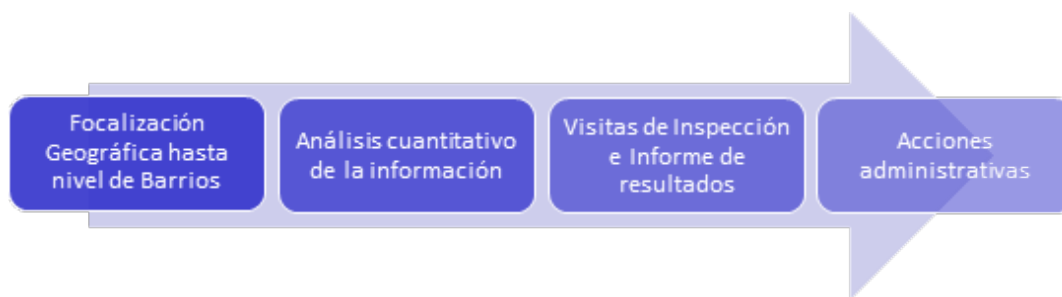 Focalización
Geográfica hasta
nivel de Barrios
Análisis cuantitativo
de la información
Visitas de Inspección
e Informe de
resultados
Acciones
administrativas